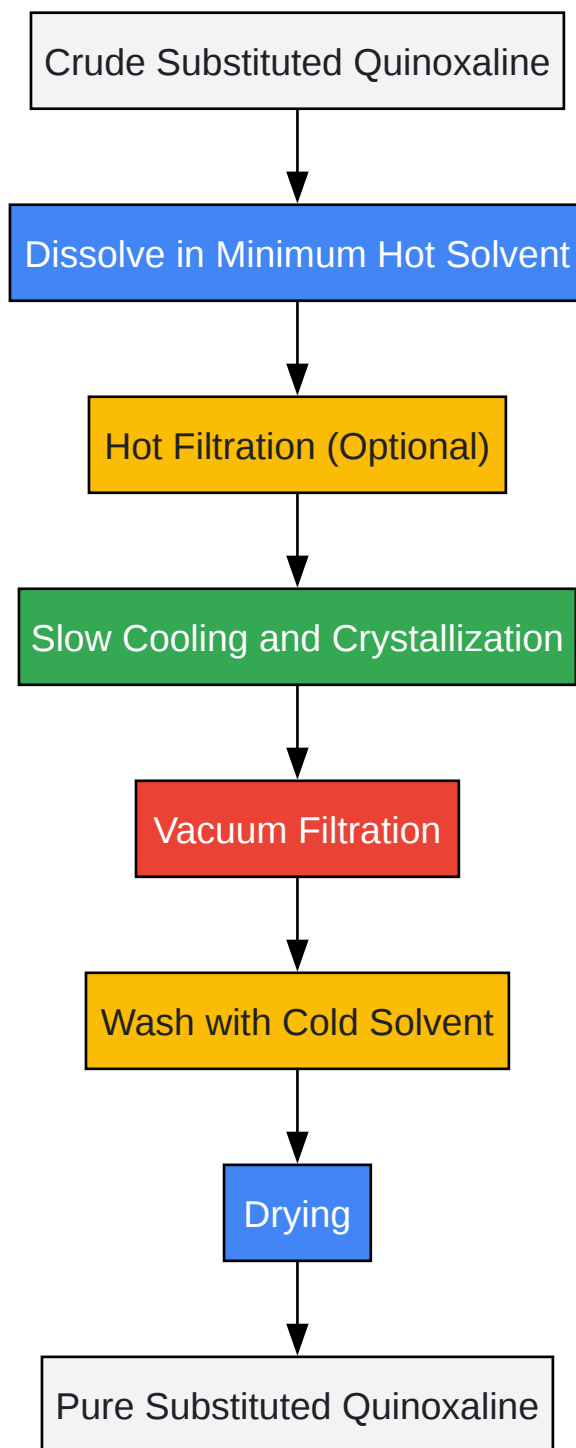 Crude Substituted Quinoxaline
Dissolve in Minimum Hot Solvent
Hot Filtration (Optional)
Slow Cooling and Crystallization
Vacuum Filtration
Wash with Cold Solvent
Drying
Pure Substituted Quinoxaline